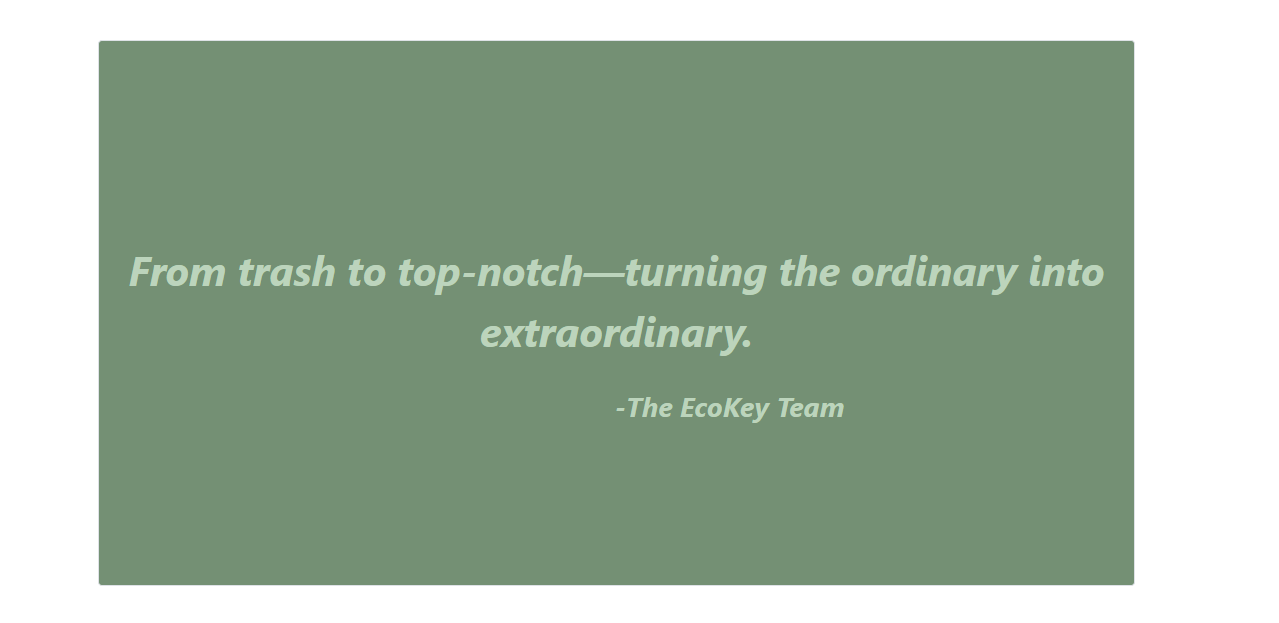 From trash to top-notch—turning the ordinary into
extraordinary.
-The EcoKey Team